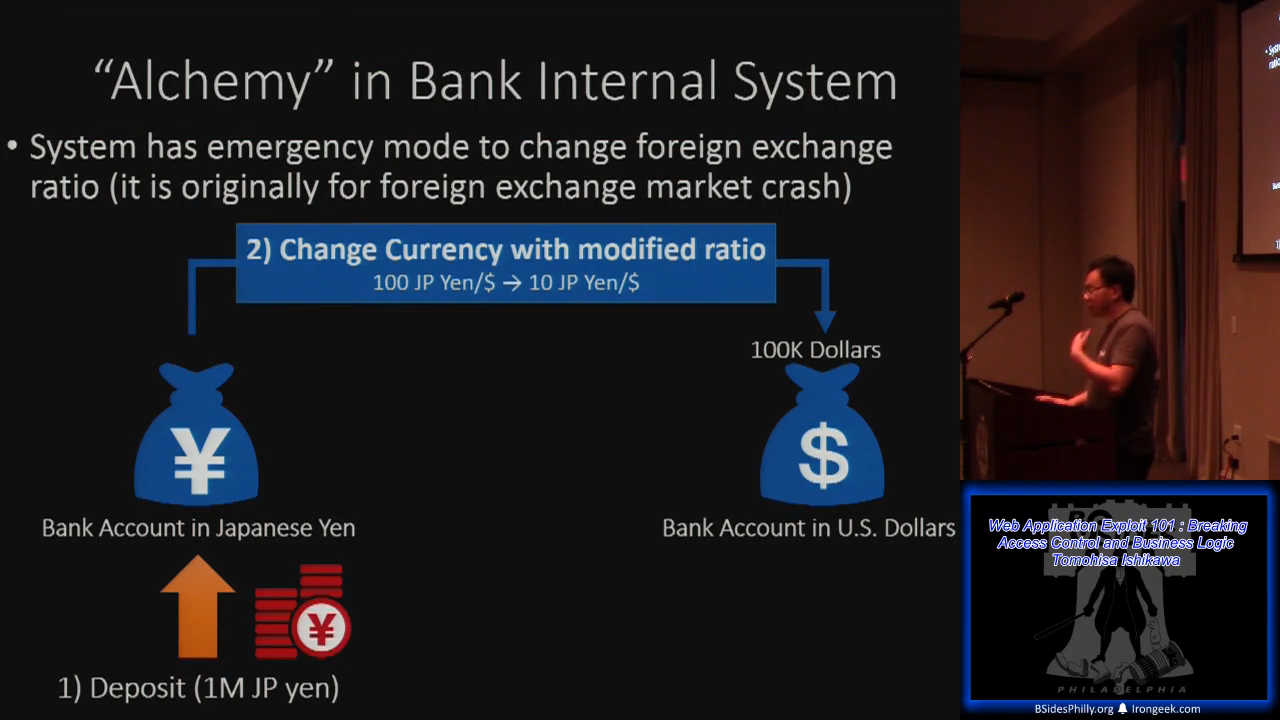 “Alchemy” in Bank Internal System
• System has emergency mode to change foreign exchange
ratio (it is originally for foreign exchange market crash)
2) Change Currency with modified ratio
100 JP Yen/$ → 10 JP Yen/$
100K Dollars
¥
$
Bank Account in Japanese Yen
Bank Account in U.S. Dollars
¥
1) Deposit (1M JP yen)
Web Application Exploit 101 : Breaking
Access Control and Business Logic
Tomohisa Ishikawa
PHILADELPHIA
BSidesPhilly.org Irongeek.com